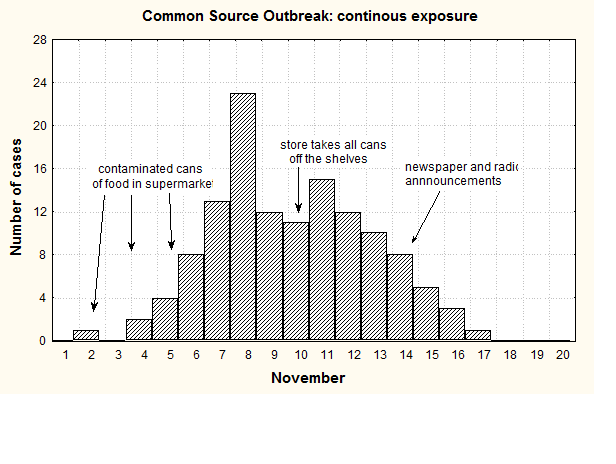 Common Source Outbreak: continous exposure
28
24
20
16
12
8
4
0
Number of cases
contaminated cans
of food in supermarket
store takes all cans
off the shelves
newspaper and radio
annnouncements
1 2 3 4 5 6 7 8 9 10 11 12 13 14 15 16 17 18 19 20
November